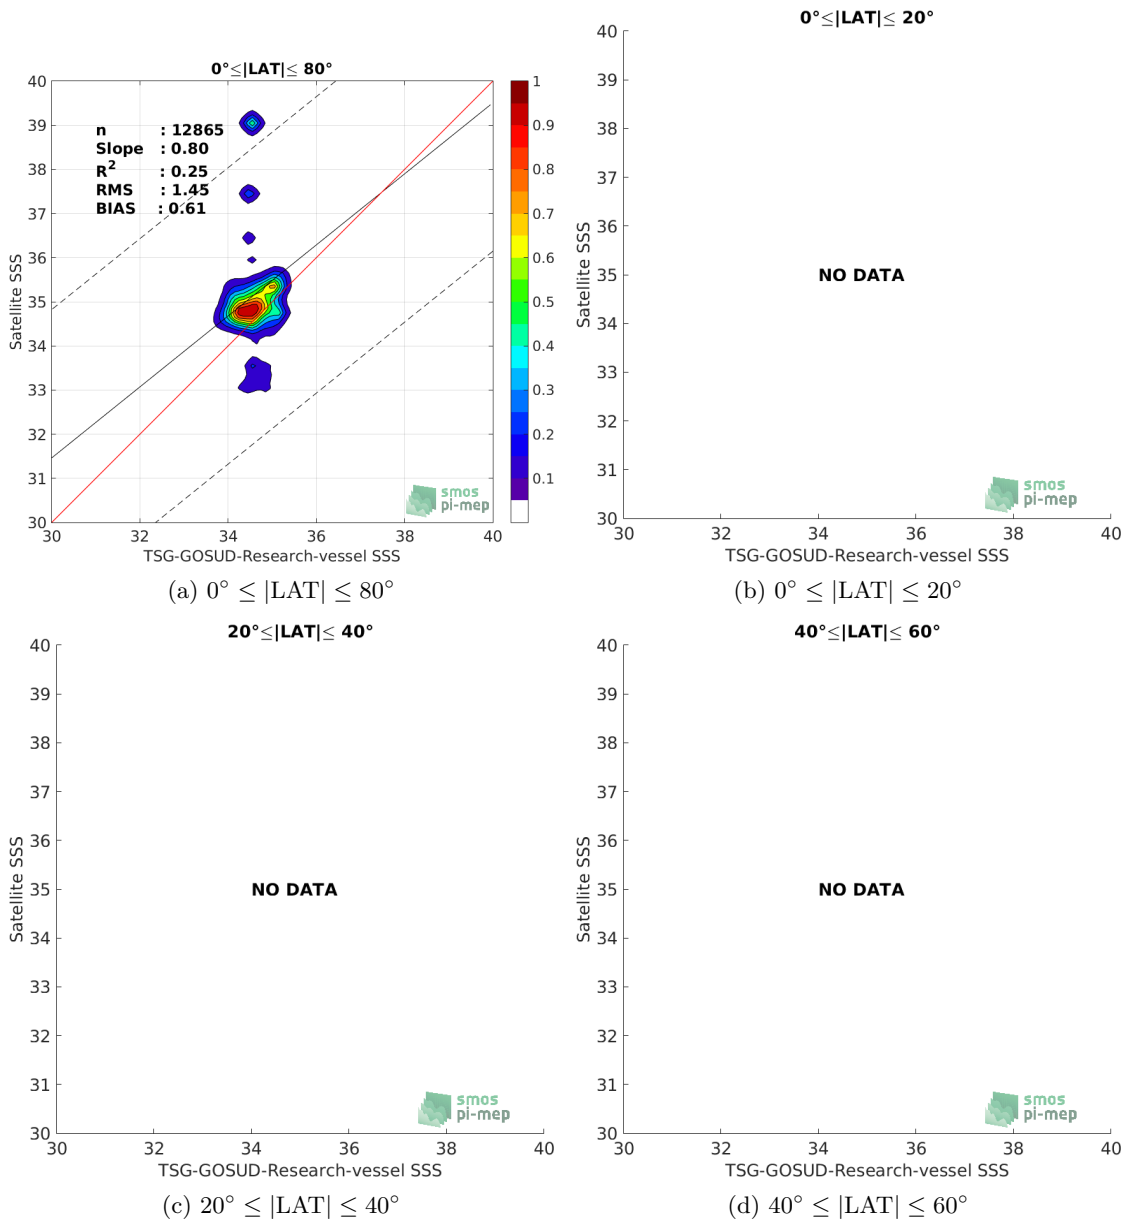 0°≤|LAT|≤ 80°
n : 12865
Slope : 0.80
R² : 0.25
RMS : 1.45
BIAS : 0.61
40
39
38
37
36
35
34
33
32
31
30
Satellite SSS
30 32 34 36 38 40
TSG-GOSUD-Research-vessel SSS
1
0.9
0.8
0.7
0.6
0.5
0.4
0.3
0.2
0.1
smos
pi-mep
(a) 0° ≤ |LAT| ≤ 80°
0°≤|LAT|≤ 20°
40
39
38
37
36
35
34
33
32
31
30
Satellite SSS
NO DATA
smos
pi-mep
30 32 34 36 38 40
TSG-GOSUD-Research-vessel SSS
(b) 0° ≤ |LAT| ≤ 20°
20°≤|LAT|≤ 40°
40
39
38
37
36
35
34
33
32
31
30
Satellite SSS
NO DATA
smos
pi-mep
30 32 34 36 38 40
TSG-GOSUD-Research-vessel SSS
(c) 20° ≤ |LAT| ≤ 40°
40°≤|LAT|≤ 60°
40
39
38
37
36
35
34
33
32
31
30
Satellite SSS
NO DATA
smos
pi-mep
30 32 34 36 38 40
TSG-GOSUD-Research-vessel SSS
(d) 40° ≤ |LAT| ≤ 60°